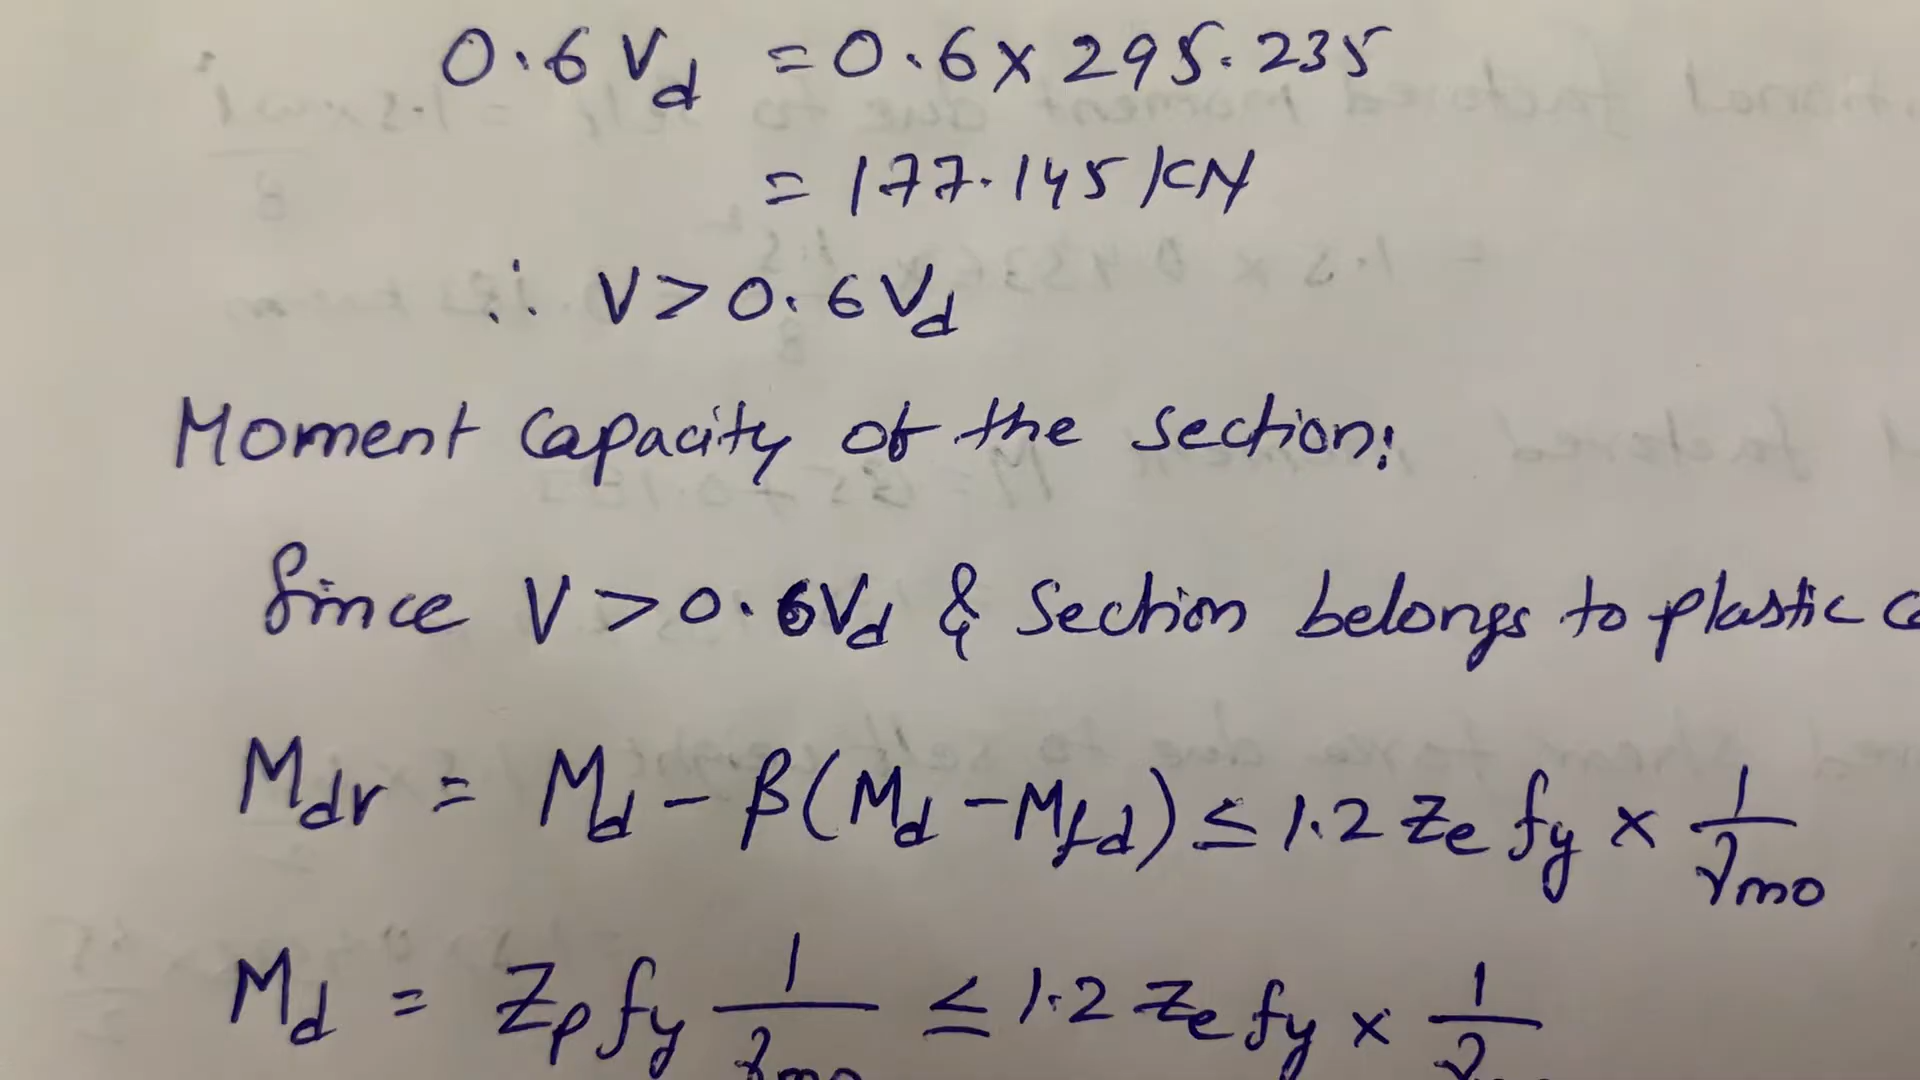 0.6 Vd = 0.6 x 295.235
= 177.145 KN
∴ V > 0.6 Vd
Moment Capacity of the section:
Since V > 0.6Vd & Section belongs to plastic
Mdr = Md - β(Md - Mfd) ≤ 1.2 Ze fy x 1/γmo
Md = Zp fy 1/γmo ≤ 1.2 Ze fy x 1/